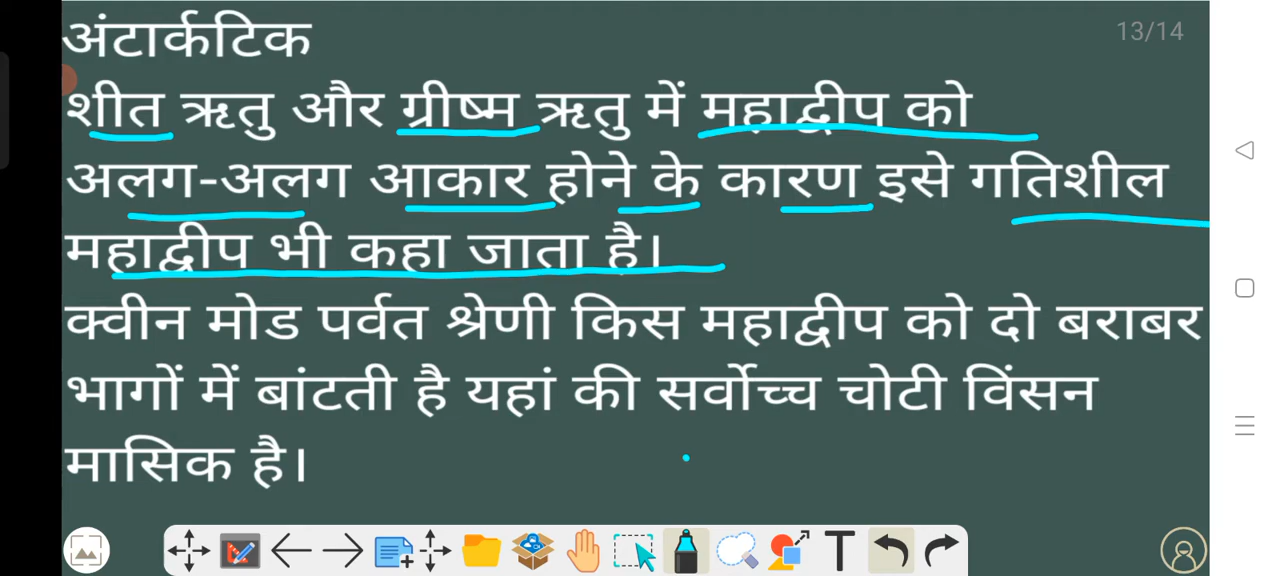 अंटार्कटिक
13/14
शीत ऋतु और ग्रीष्म ऋतु में महाद्वीप को
अलग-अलग आकार होने के कारण इसे गतिशील
महाद्वीप भी कहा जाता है।
क्वीन मोड पर्वत श्रेणी किस महाद्वीप को दो बराबर
भागों में बांटती है यहां की सर्वोच्च चोटी विंसन
मासिक है।